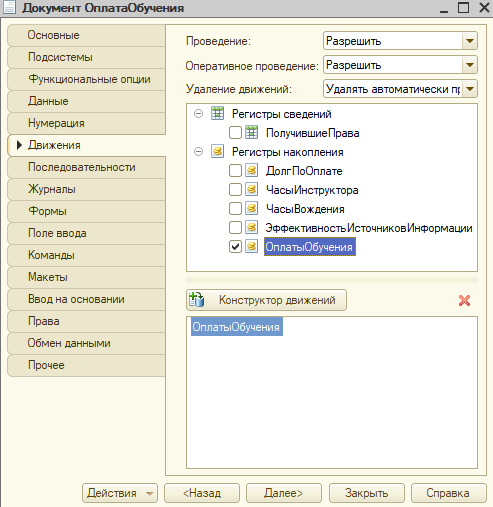 Документ ОплатаОбучения
Основные
Подсистемы
Функциональные опции
Данные
Нумерация
Движения
Последовательности
Журналы
Формы
Поле ввода
Команды
Макеты
Ввод на основании
Права
Обмен данными
Прочее
Проведение: Разрешить
Оперативное проведение: Разрешить
Удаление движений: Удалять автоматически пр
Регистры сведений
ПолучившиеПрава
Регистры накопления
ДолгПоОплате
ЧасыИнструктора
ЧасыВождения
ЭффективностьИсточниковИнформации
ОплатыОбучения
Конструктор движений
ОплатыОбучения
Действия <Назад Далее> Закрыть Справка